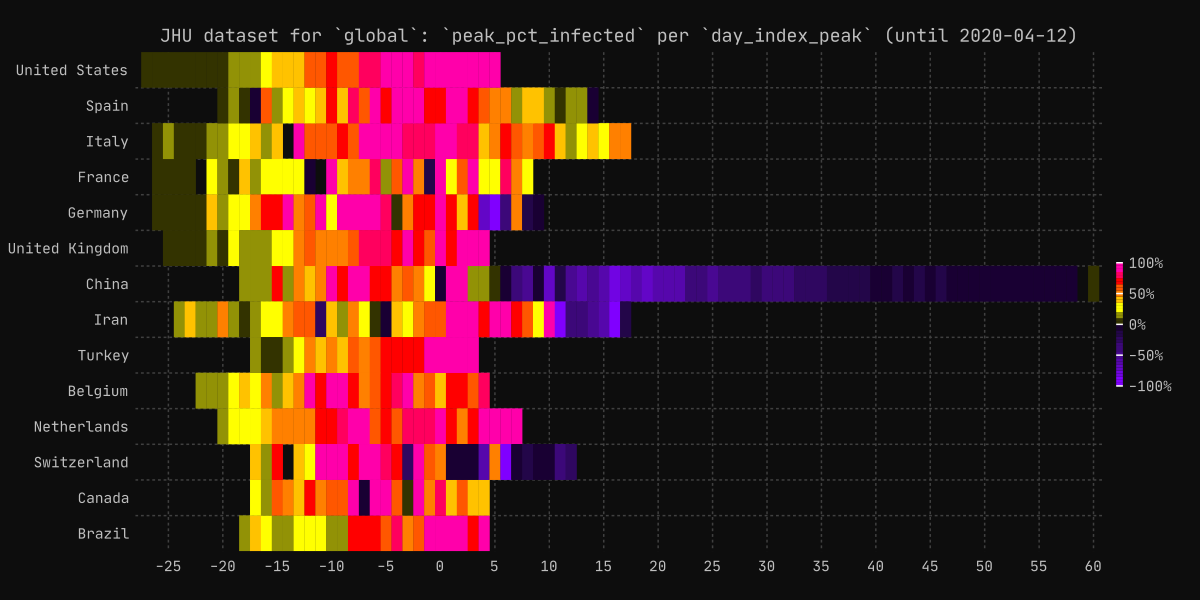 JHU dataset for `global`: `peak_pct_infected` per `day_index_peak` (until 2020-04-12)
United States
Spain
Italy
France
Germany
United Kingdom
China
Iran
Turkey
Belgium
Netherlands
Switzerland
Canada
Brazil
100%
50%
0%
-50%
-100%
-25 -20 -15 -10 -5 0 5 10 15 20 25 30 35 40 45 50 55 60